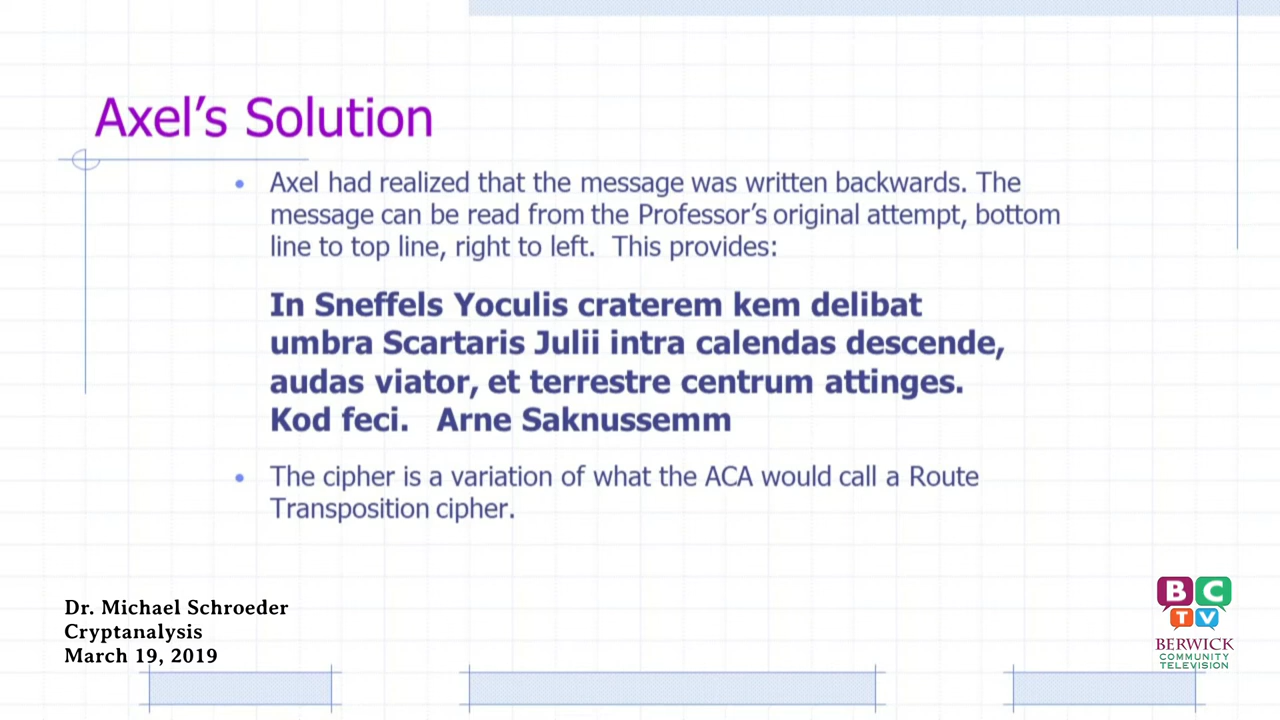 Axel's Solution
Axel had realized that the message was written backwards. The
message can be read from the Professor's original attempt, bottom
line to top line, right to left. This provides:
In Sneffels Yoculis craterem kem delibat
umbra Scartaris Julii intra calendas descende,
audas viator, et terrestre centrum attinges.
Kod feci. Arne Saknussemm
The cipher is a variation of what the ACA would call a Route
Transposition cipher.
Dr. Michael Schroeder
Cryptanalysis
March 19, 2019
B C
T V
BERWICK
COMMUNITY
TELEVISION